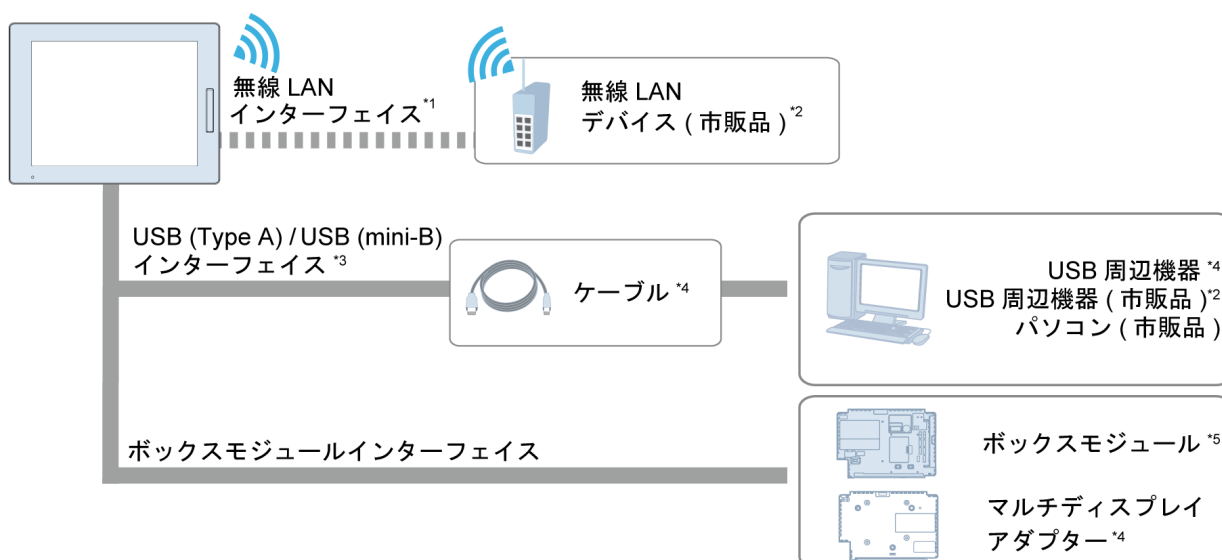 無線 LAN
インターフェイス*1
無線 LAN
デバイス ( 市販品 )*2
USB (Type A) / USB (mini-B)
インターフェイス *3
ケーブル *4
USB 周辺機器 *4
USB 周辺機器 ( 市販品 )*2
パソコン ( 市販品 )
ボックスモジュールインターフェイス
ボックスモジュール *5
マルチディスプレイ
アダプター*4